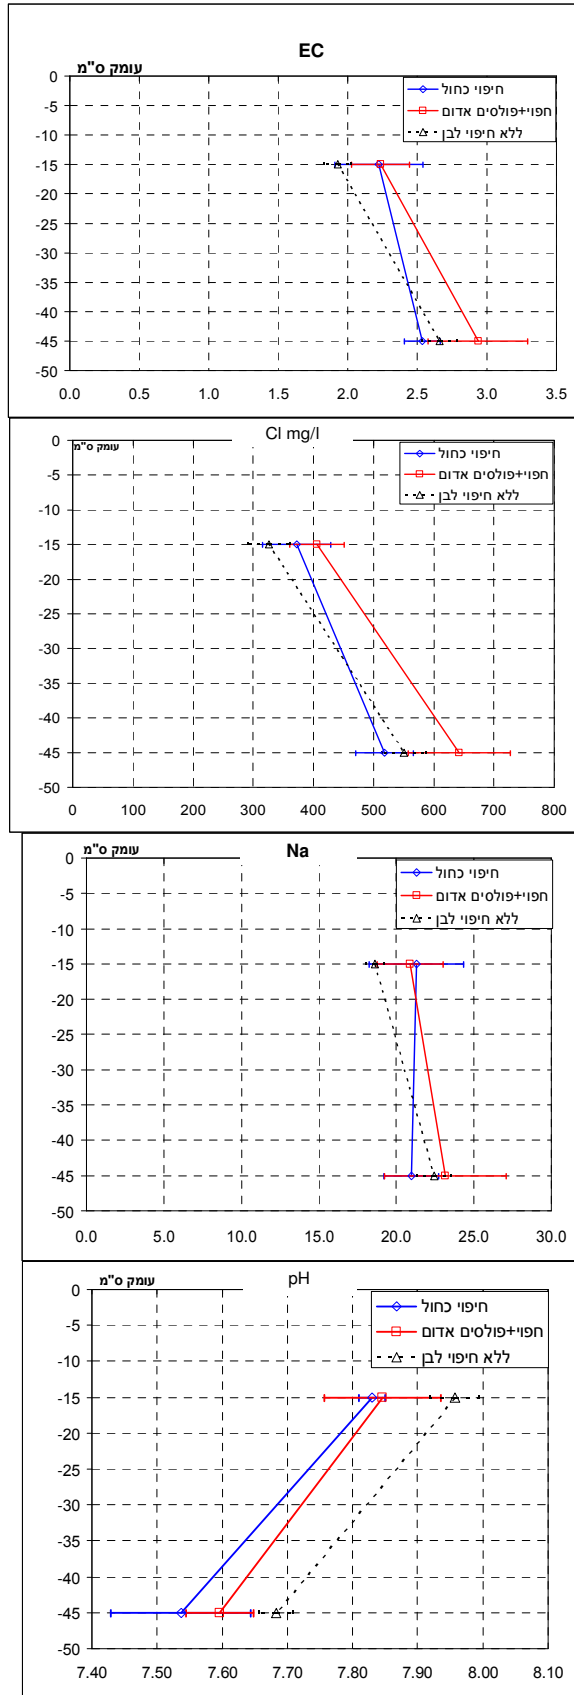 EC
עומק ס"מ
חיפוי כחול
חפוי+פולסים אדום
ללא חיפוי לבן
0
-5
-10
-15
-20
-25
-30
-35
-40
-45
-50
0.0 0.5 1.0 1.5 2.0 2.5 3.0 3.5
Cl mg/l
עומק ס"מ
חיפוי כחול
חפוי+פולסים אדום
ללא חיפוי לבן
0
-5
-10
-15
-20
-25
-30
-35
-40
-45
-50
0 100 200 300 400 500 600 700 800
Na
עומק ס"מ
חיפוי כחול
חפוי+פולסים אדום
ללא חיפוי לבן
0
-5
-10
-15
-20
-25
-30
-35
-40
-45
-50
0.0 5.0 10.0 15.0 20.0 25.0 30.0
pH
עומק ס"מ
חיפוי כחול
חפוי+פולסים אדום
ללא חיפוי לבן
0
-5
-10
-15
-20
-25
-30
-35
-40
-45
-50
7.40 7.50 7.60 7.70 7.80 7.90 8.00 8.10